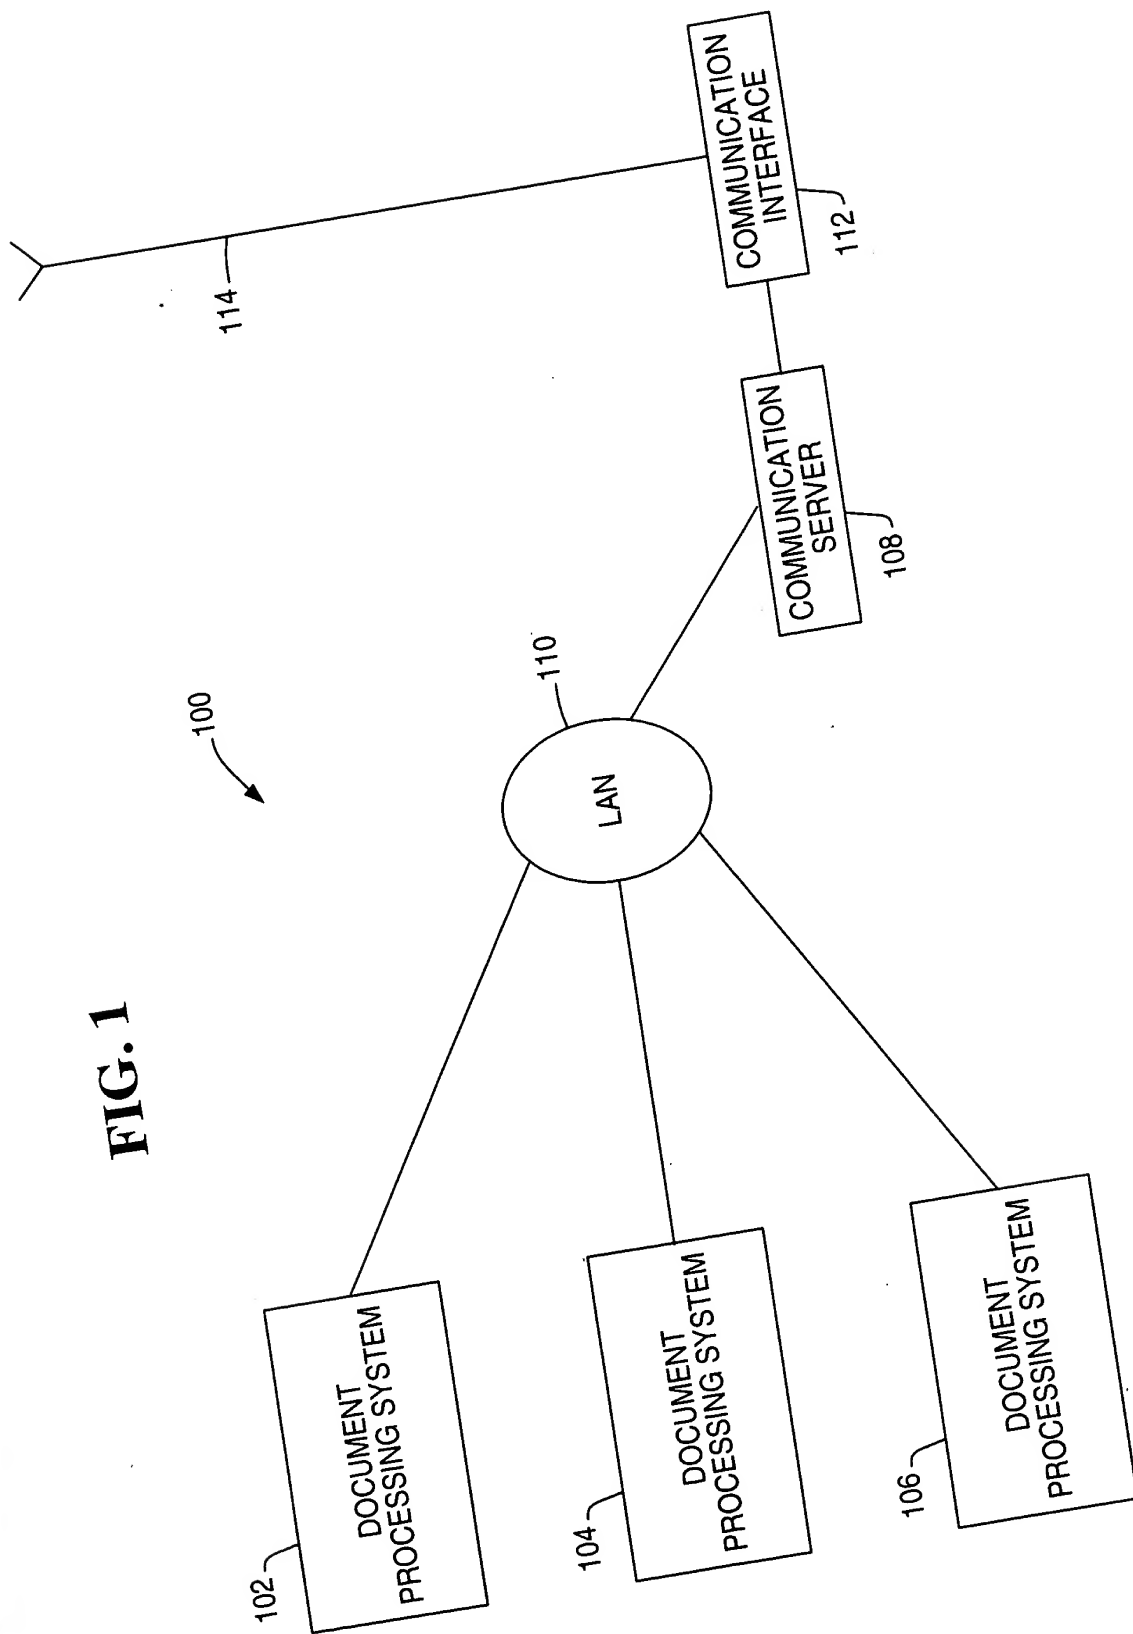 FIG. 1
100
102
DOCUMENT
PROCESSING SYSTEM
104
DOCUMENT
PROCESSING SYSTEM
106
DOCUMENT
PROCESSING SYSTEM
LAN
110
COMMUNICATION
SERVER
108
COMMUNICATION
INTERFACE
112
114